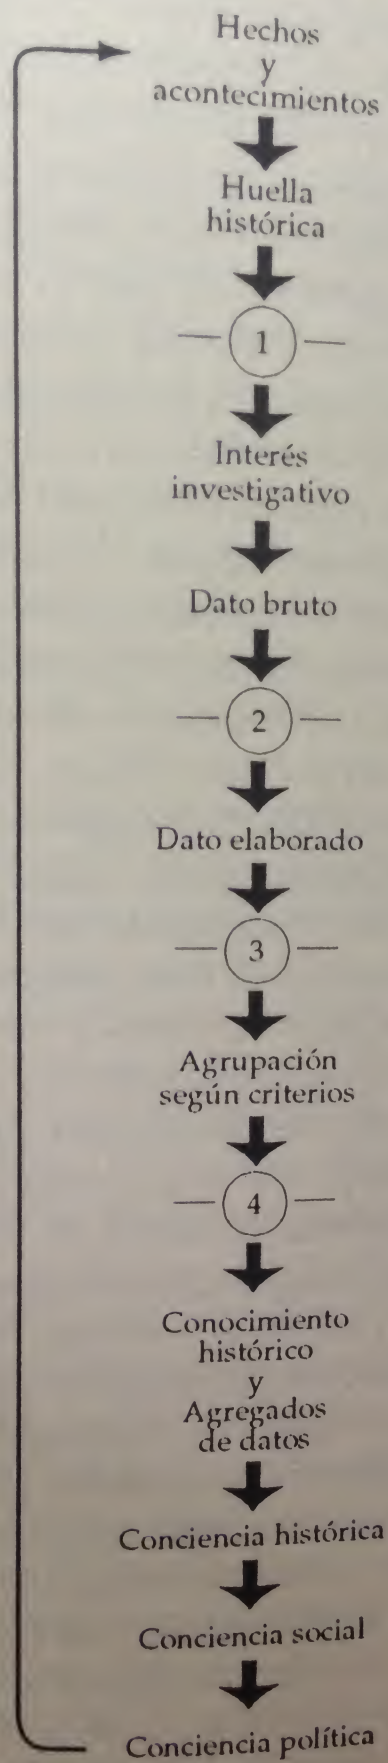 Hechos
y
acontecimientos
Huella
histórica
1
Interés
investigativo
Dato bruto
2
Dato elaborado
3
Agrupación
según criterios
4
Conocimiento
histórico
y
Agregados
de datos
Conciencia histórica
Conciencia social
Conciencia política